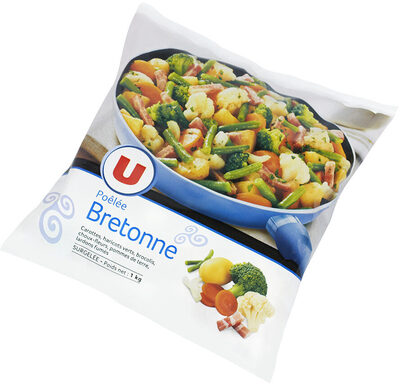 U
Poêlée
Bretonne
Carottes, haricots verts, brocolis,
choux-fleurs, pommes de terre,
lardons fumés
SURGELÉE • Poids net : 1 kg